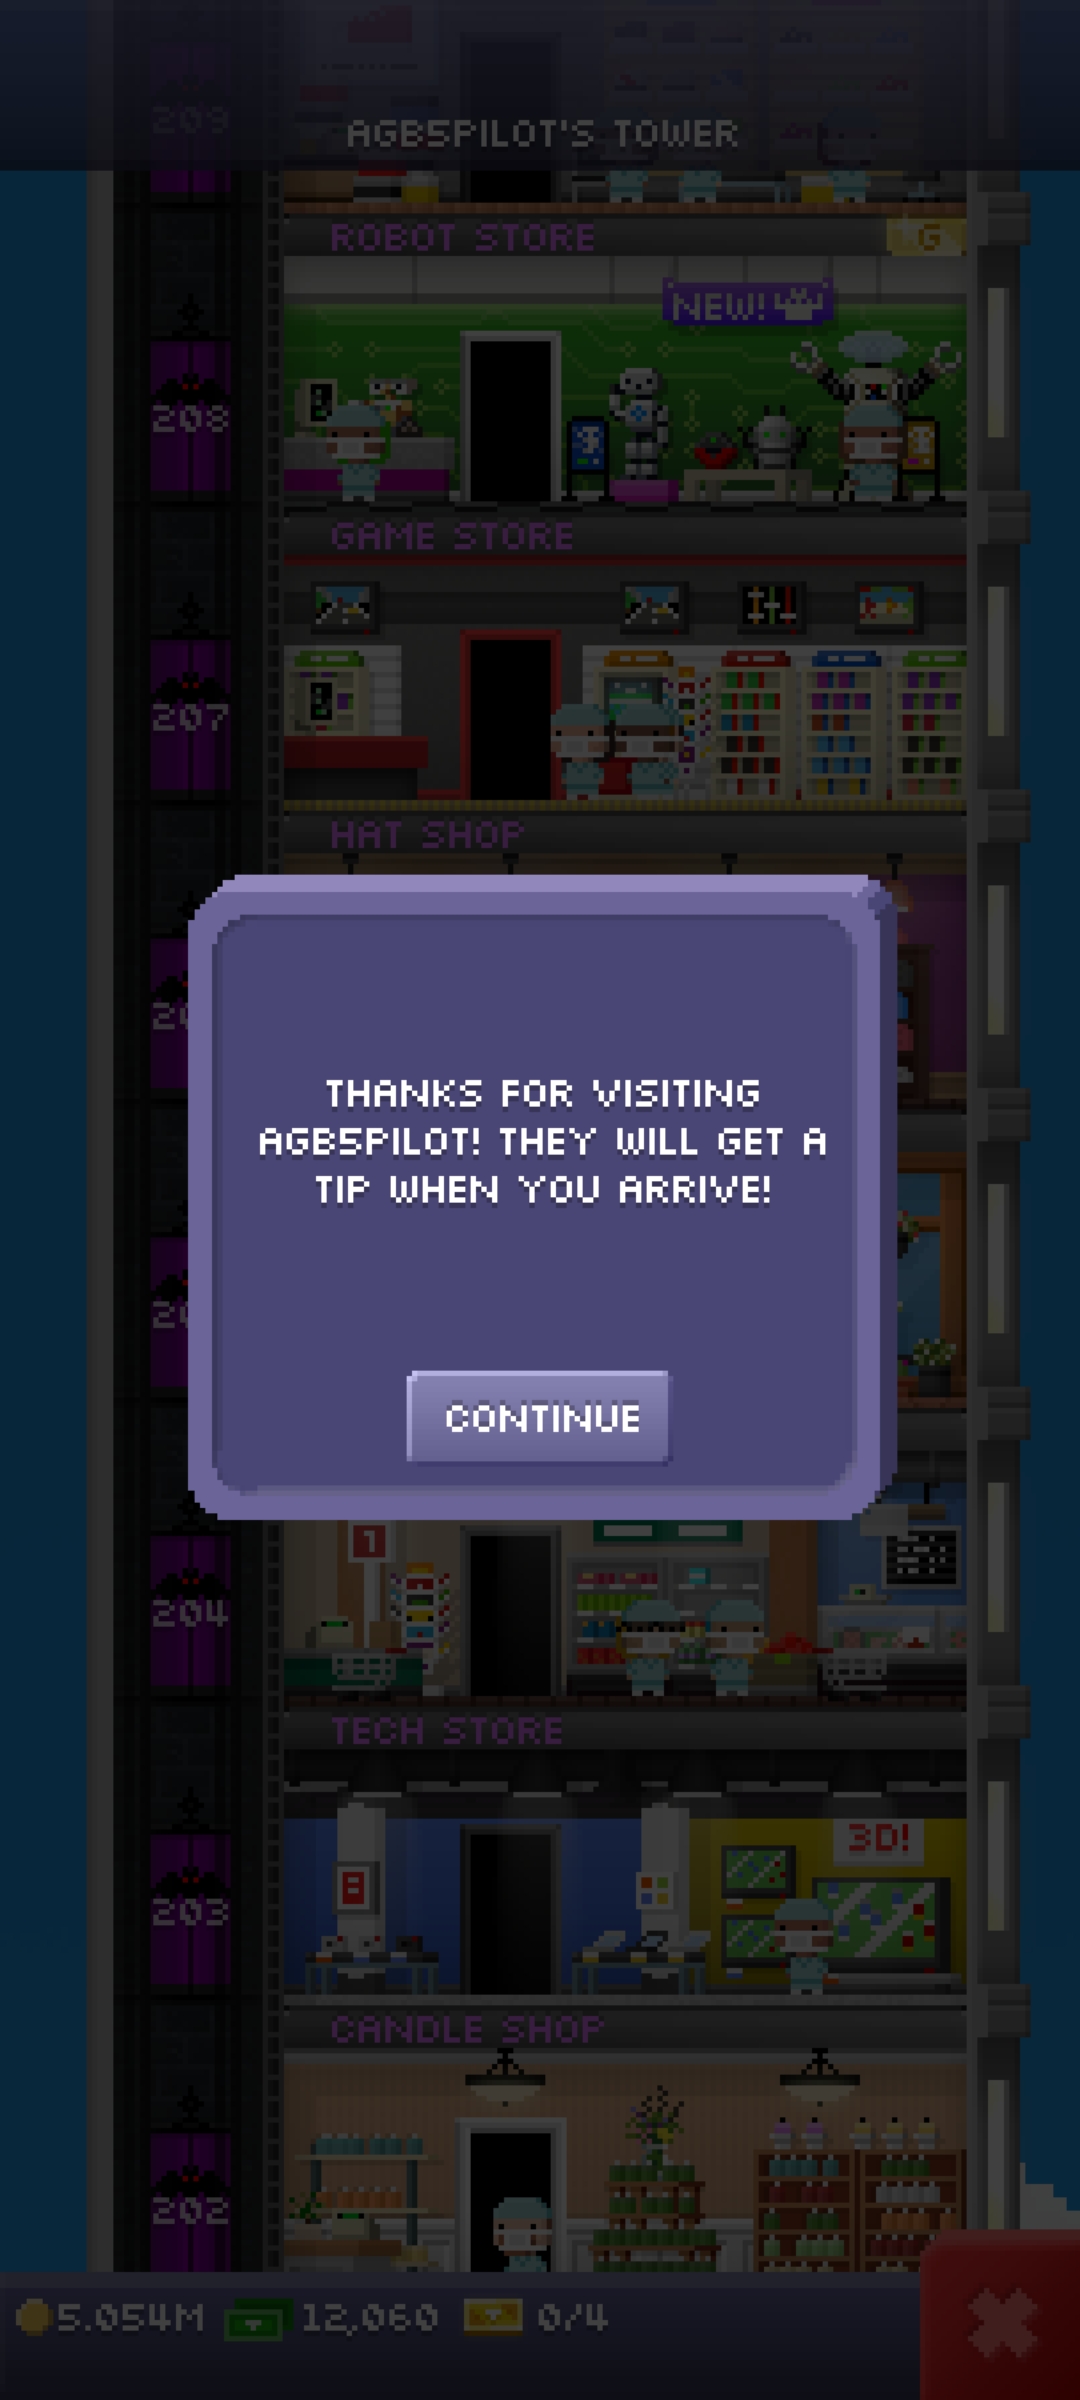 209
AGB5PILOT'S TOWER
ROBOT STORE
G
NEW!
208
GAME STORE
207
HAT SHOP
THANKS FOR VISITING
AGB5PILOT! THEY WILL GET A
TIP WHEN YOU ARRIVE!
CONTINUE
1
204
TECH STORE
3D!
8
203
CANDLE SHOP
202
5.054M
12,060
0/4